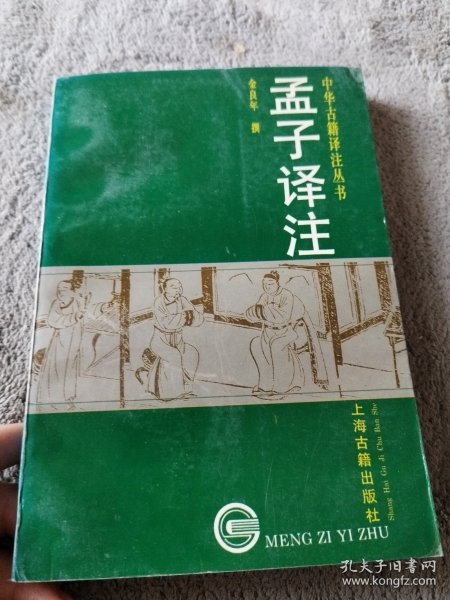 中华古籍译注丛书
孟子译注
金良年 撰
上海古籍出版社
Shang Hai Gu Ji Chu Ban She
MENG ZI YI ZHU
孔夫子旧书网
www.kongfz.com